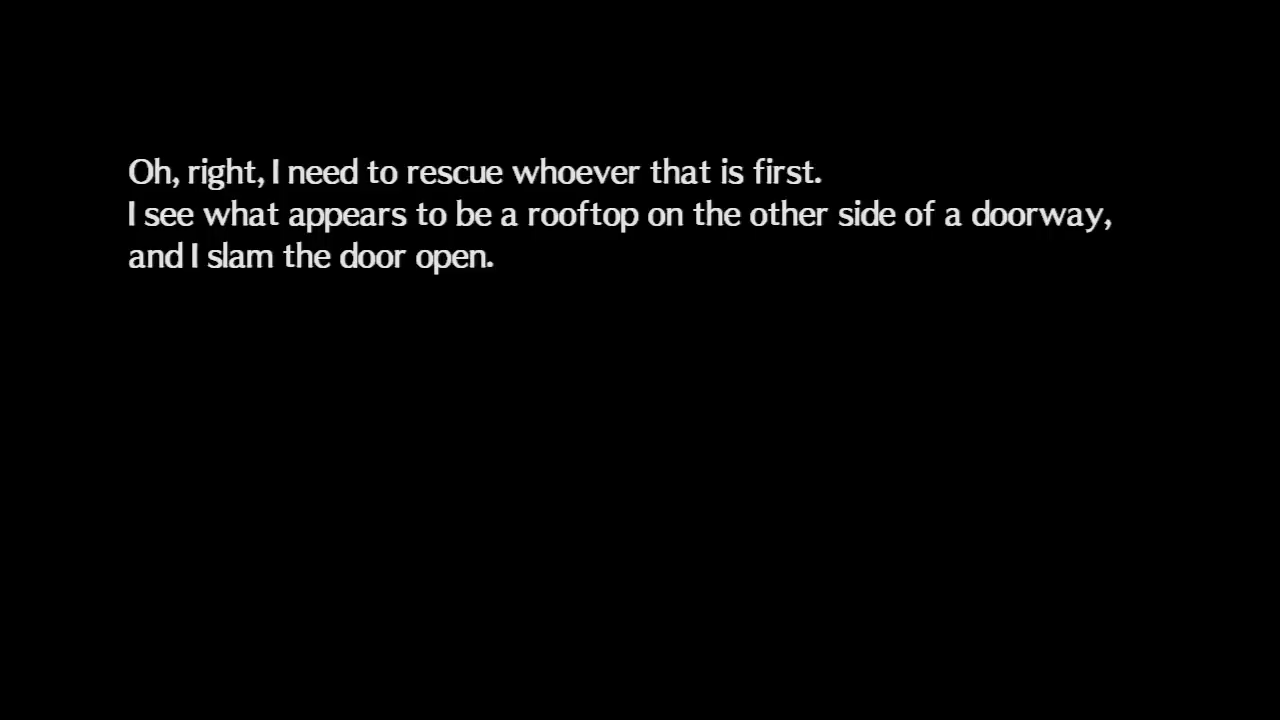 Oh, right, I need to rescue whoever that is first.
I see what appears to be a rooftop on the other side of a doorway,
and I slam the door open.